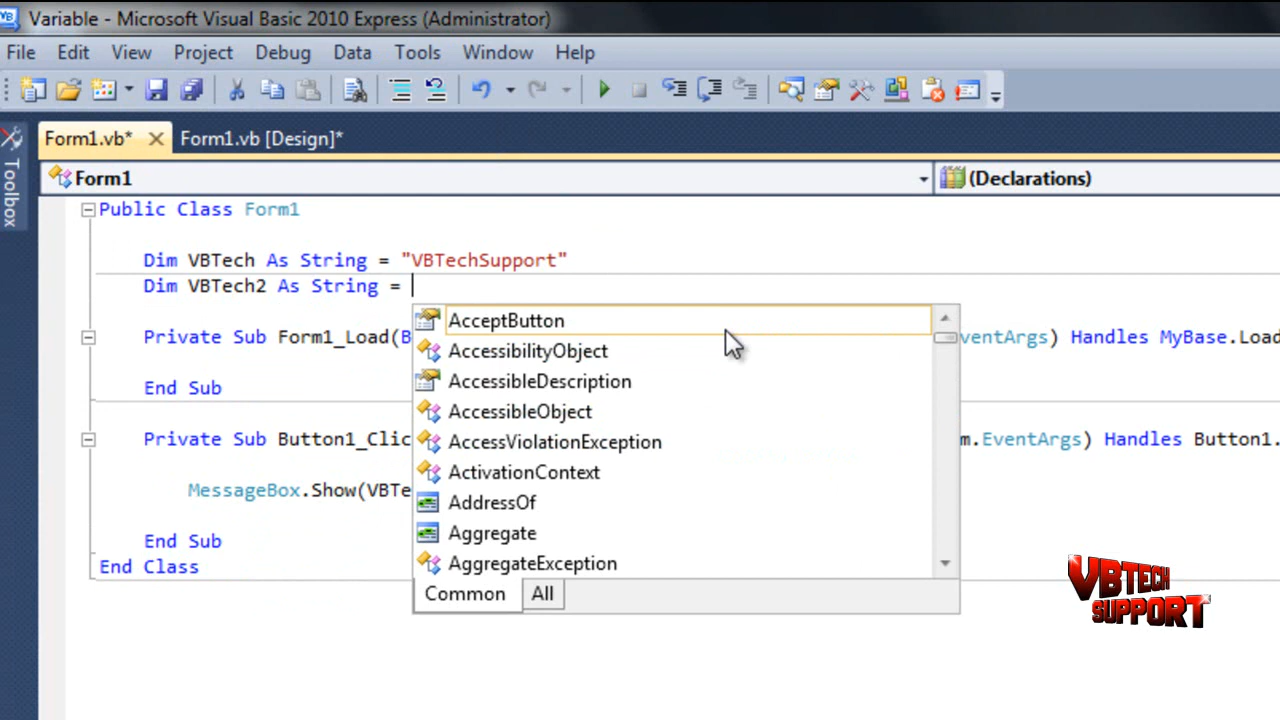 Variable - Microsoft Visual Basic 2010 Express (Administrator)
File Edit View Project Debug Data Tools Window Help
Toolbox
Form1.vb* Form1.vb [Design]*
Form1 (Declarations)
Public Class Form1
Dim VBTech As String = "VBTechSupport"
Dim VBTech2 As String =
AcceptButton
Private Sub Form1_Load(B ventArgs) Handles MyBase.Load
AccessibilityObject
AccessibleDescription
End Sub
AccessibleObject
Private Sub Button1_Clic m.EventArgs) Handles Button1.
AccessViolationException
ActivationContext
MessageBox.Show(VBTe
AddressOf
Aggregate
End Sub
AggregateException
End Class
Common All
VBTECH
SUPPORT